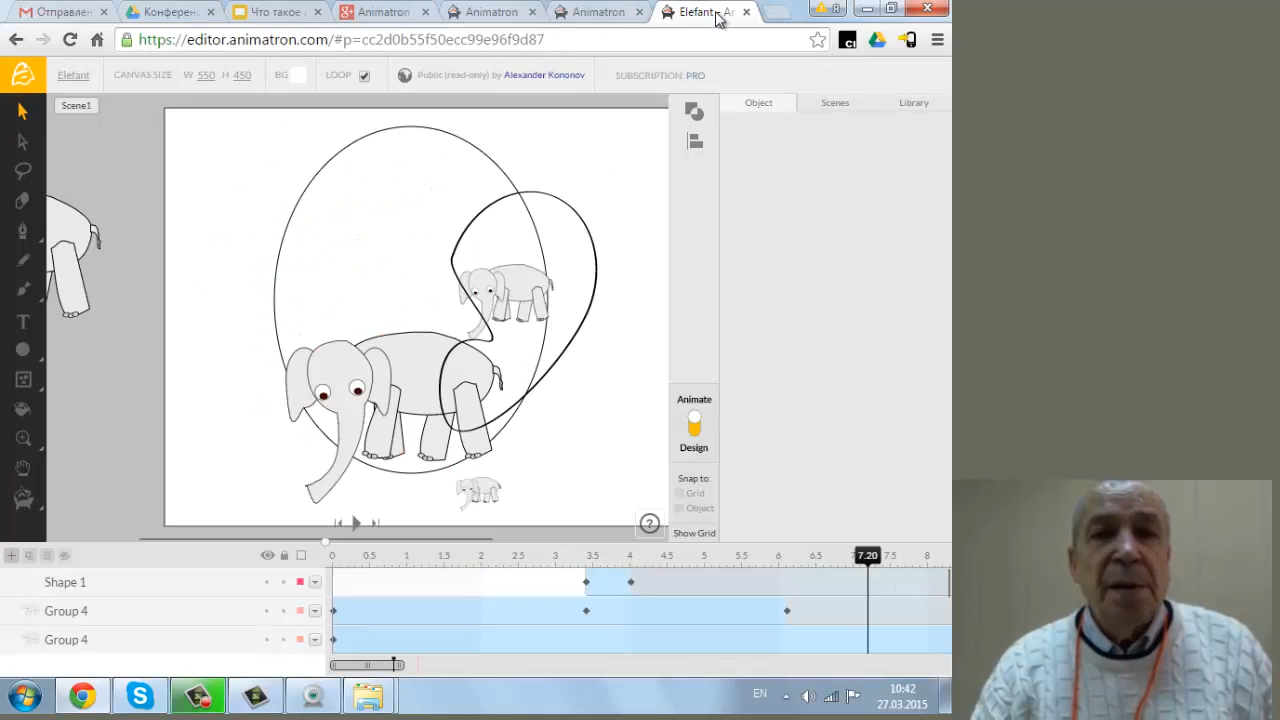 Отправлен
Конферен
Что такое
Animatron
Animatron
Animatron
Elefant - An
https://editor.animatron.com/#p=cc2d0b55f50ecc99e96f9d87
Elefant CANVAS SIZE W 550 H 450 BG LOOP Public (read-only) by Alexander Kononov SUBSCRIPTION: PRO
Scene1
Object Scenes Library
Animate
Design
Snap to:
Grid
Object
Show Grid
?
0 0.5 1 1.5 2 2.5 3 3.5 4 4.5 5 5.5 6 6.5 7 7.20 7.5 8
Shape 1
Group 4
Group 4
EN
10:42
27.03.2015